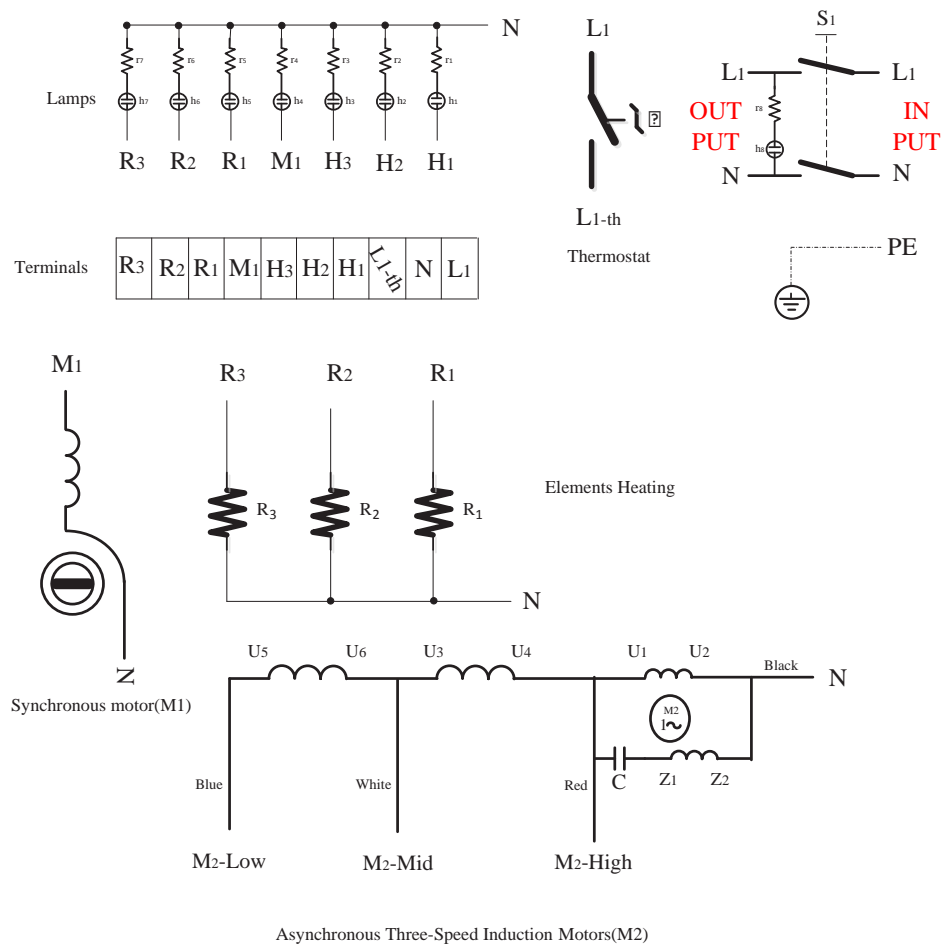 N
r7 r6 r5 r4 r3 r2 r1
Lamps
h7 h6 h5 h4 h3 h2 h1
R3 R2 R1 M1 H3 H2 H1
L1
L1-th
Thermostat
S1
L1 L1
r8
OUT PUT
IN PUT
h8
N N
PE
Terminals
R3 R2 R1 M1 H3 H2 H1 L1-th N L1
M1
N
Synchronous motor(M1)
R3 R2 R1
R3 R2 R1
Elements Heating
N
U5 U6 U3 U4 U1 U2
Black
N
M2
1~
Blue
White
Red
C
Z1 Z2
M2-Low
M2-Mid
M2-High
Asynchronous Three-Speed Induction Motors(M2)